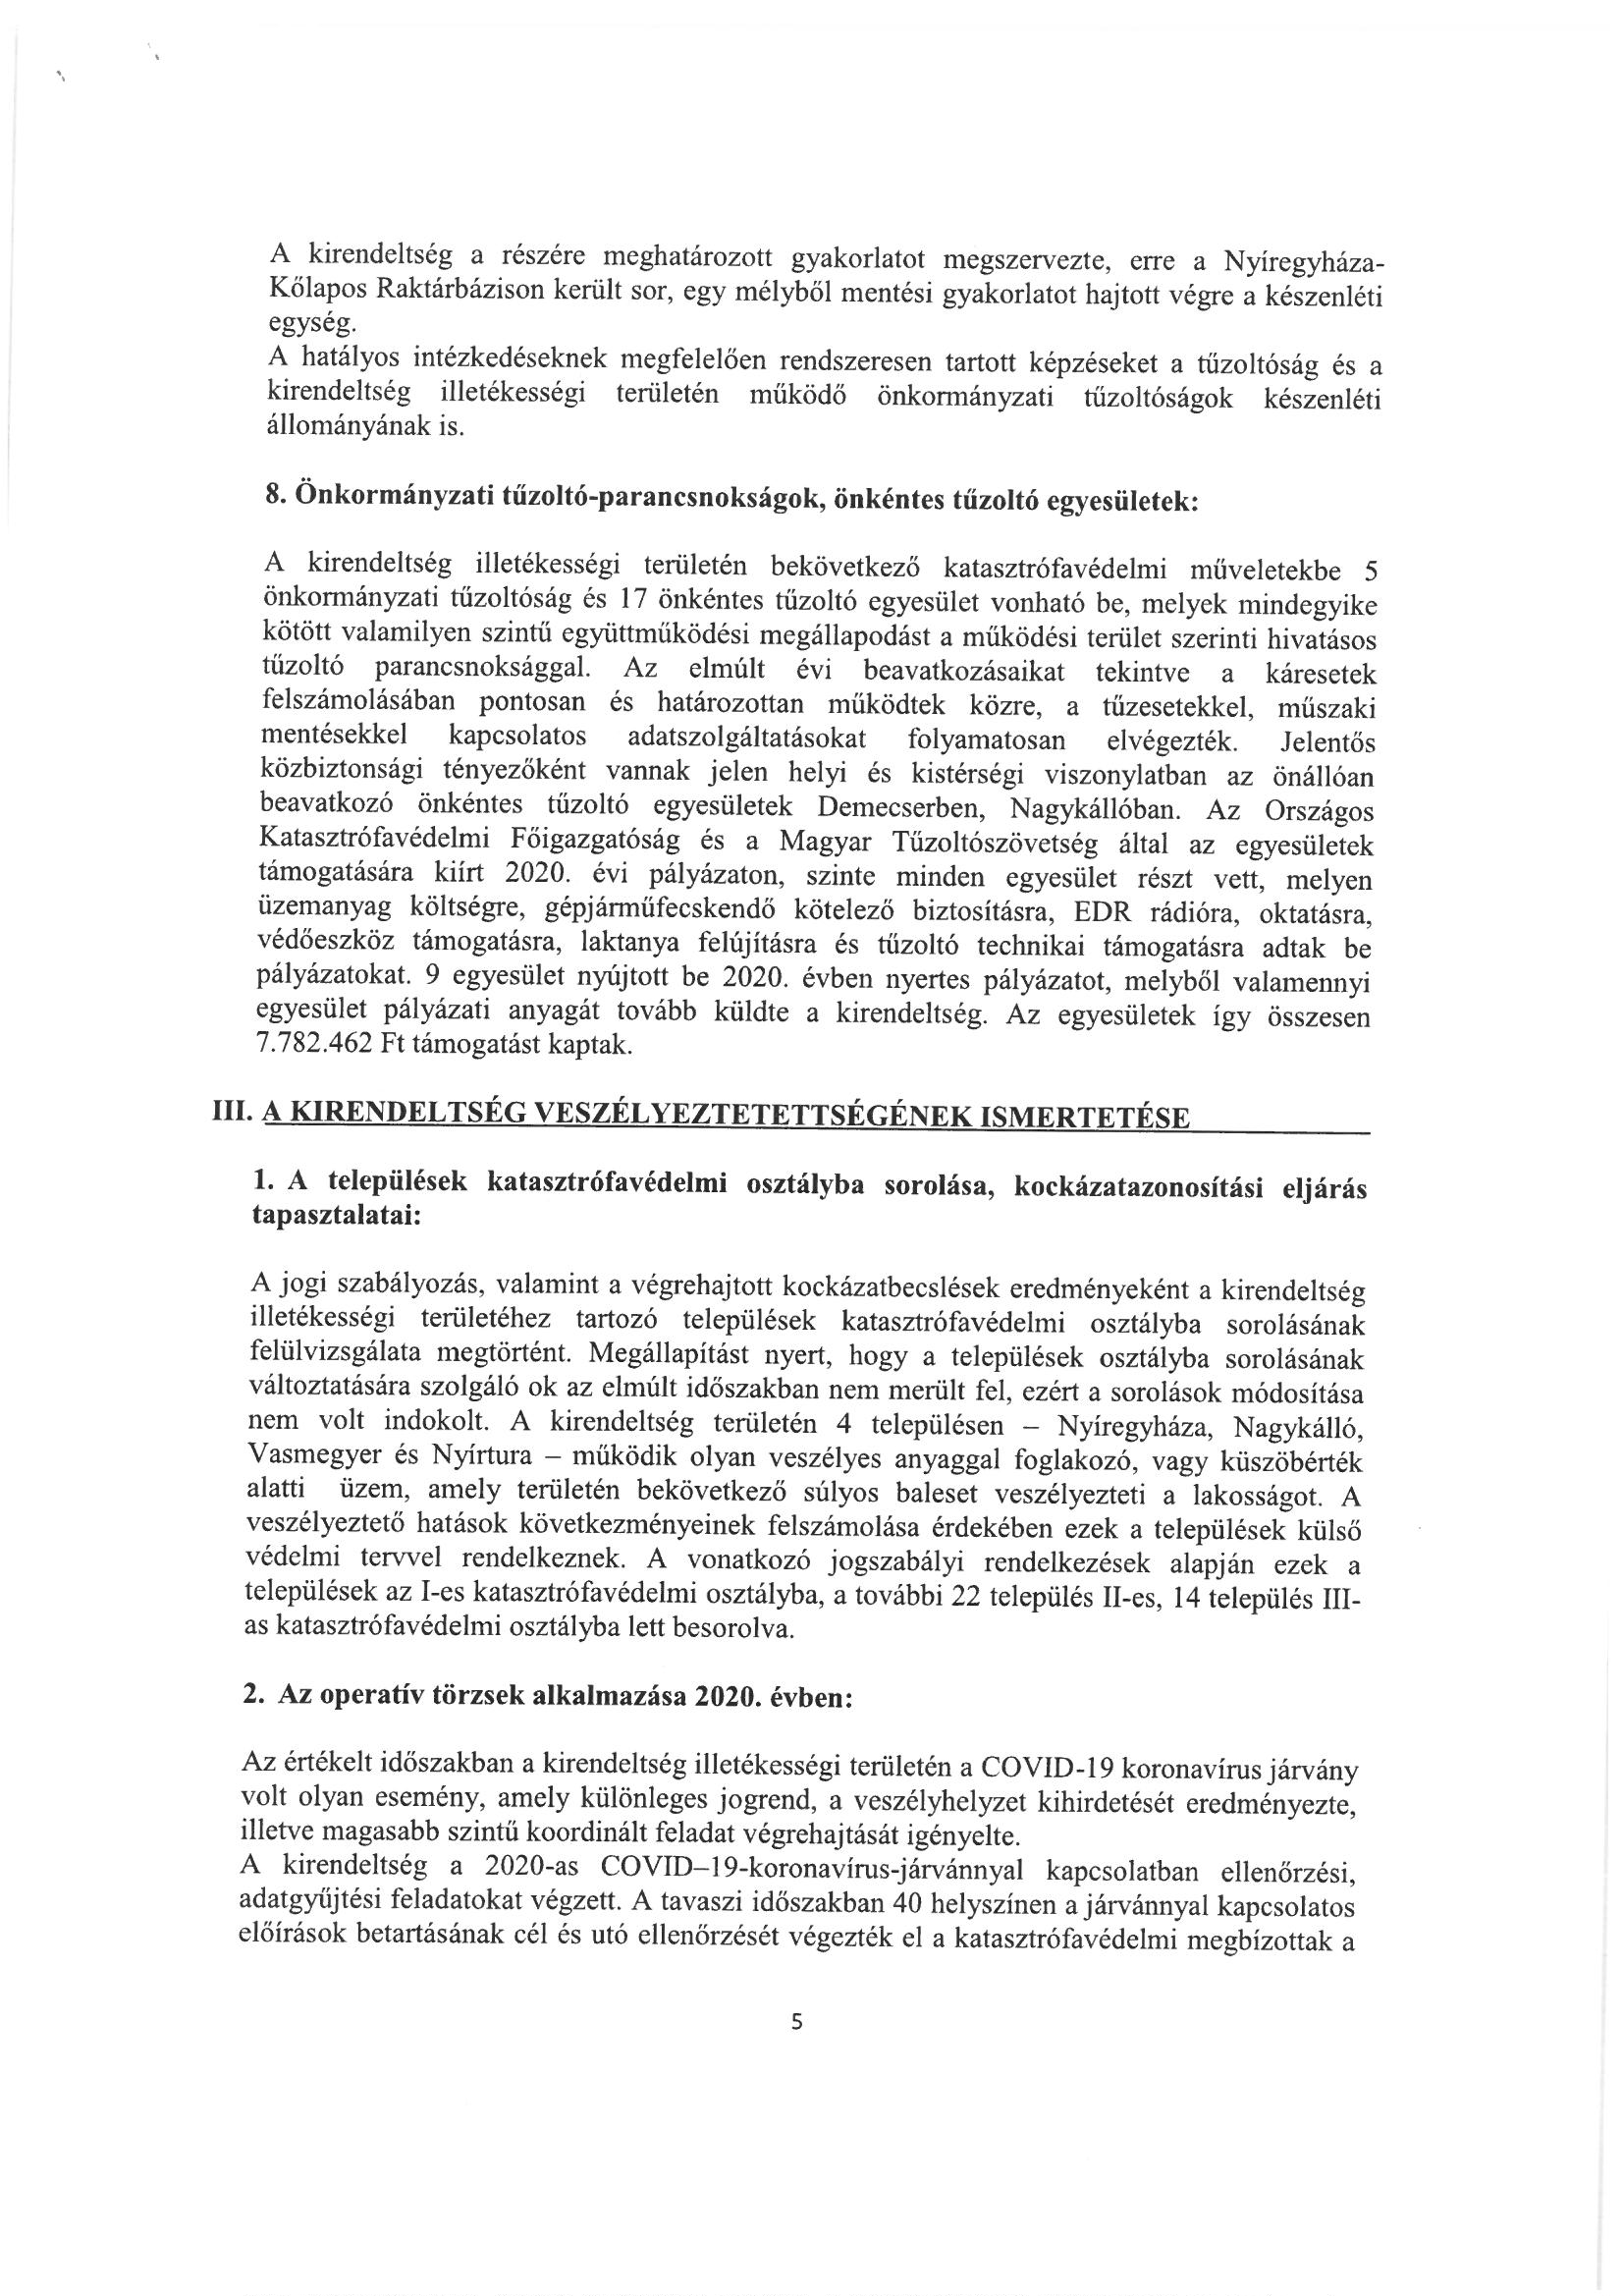 A kirendeltség a részére meghatározott gyakorlatot megszervezte, erre a Nyíregyháza-
Kőlapos Raktárbázison került sor, egy mélyből mentési gyakorlatot hajtott végre a készenléti
egység.
A hatályos intézkedéseknek megfelelően rendszeresen tartott képzéseket a tűzoltóság és a
kirendeltség illetékességi területén működő önkormányzati tűzoltóságok készenléti
állományának is.
8. Önkormányzati tűzoltó-parancsnokságok, önkéntes tűzoltó egyesületek:
A kirendeltség illetékességi területén bekövetkező katasztrófavédelmi műveletekbe 5
önkormányzati tűzoltóság és 17 önkéntes tűzoltó egyesület vonható be, melyek mindegyike
kötött valamilyen szintű együttműködési megállapodást a működési terület szerinti hivatásos
tűzoltó parancsnoksággal. Az elmúlt évi beavatkozásaikat tekintve a káresetek
felszámolásában pontosan és határozottan működtek közre, a tűzesetekkel, műszaki
mentésekkel kapcsolatos adatszolgáltatásokat folyamatosan elvégezték. Jelentős
közbiztonsági tényezőként vannak jelen helyi és kistérségi viszonylatban az önállóan
beavatkozó önkéntes tűzoltó egyesületek Demecserben, Nagykállóban. Az Országos
Katasztrófavédelmi Főigazgatóság és a Magyar Tűzoltószövetség által az egyesületek
támogatására kiírt 2020. évi pályázaton, szinte minden egyesület részt vett, melyen
üzemanyag költségre, gépjárműfecskendő kötelező biztosításra, EDR rádióra, oktatásra,
védőeszköz támogatásra, laktanya felújításra és tűzoltó technikai támogatásra adtak be
pályázatokat. 9 egyesület nyújtott be 2020. évben nyertes pályázatot, melyből valamennyi
egyesület pályázati anyagát tovább küldte a kirendeltség. Az egyesületek így összesen
7.782.462 Ft támogatást kaptak.
III. A KIRENDELTSÉG VESZÉLYEZTETETTSÉGÉNEK ISMERTETÉSE
1. A települések katasztrófavédelmi osztályba sorolása, kockázatazonosítási eljárás
tapasztalatai:
A jogi szabályozás, valamint a végrehajtott kockázatbecslések eredményeként a kirendeltség
illetékességi területéhez tartozó települések katasztrófavédelmi osztályba sorolásának
felülvizsgálata megtörtént. Megállapítást nyert, hogy a települések osztályba sorolásának
változtatására szolgáló ok az elmúlt időszakban nem merült fel, ezért a sorolások módosítása
nem volt indokolt. A kirendeltség területén 4 településen – Nyíregyháza, Nagykálló,
Vasmegyer és Nyírtura – működik olyan veszélyes anyaggal foglakozó, vagy küszöbérték
alatti üzem, amely területén bekövetkező súlyos baleset veszélyezteti a lakosságot. A
veszélyeztető hatások következményeinek felszámolása érdekében ezek a települések külső
védelmi tervvel rendelkeznek. A vonatkozó jogszabályi rendelkezések alapján ezek a
települések az I-es katasztrófavédelmi osztályba, a további 22 település II-es, 14 település III-
as katasztrófavédelmi osztályba lett besorolva.
2. Az operatív törzsek alkalmazása 2020. évben:
Az értékelt időszakban a kirendeltség illetékességi területén a COVID-19 koronavírus járvány
volt olyan esemény, amely különleges jogrend, a veszélyhelyzet kihirdetését eredményezte,
illetve magasabb szintű koordinált feladat végrehajtását igényelte.
A kirendeltség a 2020-as COVID–19-koronavírus-járvánnyal kapcsolatban ellenőrzési,
adatgyűjtési feladatokat végzett. A tavaszi időszakban 40 helyszínen a járvánnyal kapcsolatos
előírások betartásának cél és utó ellenőrzését végezték el a katasztrófavédelmi megbízottak a
5